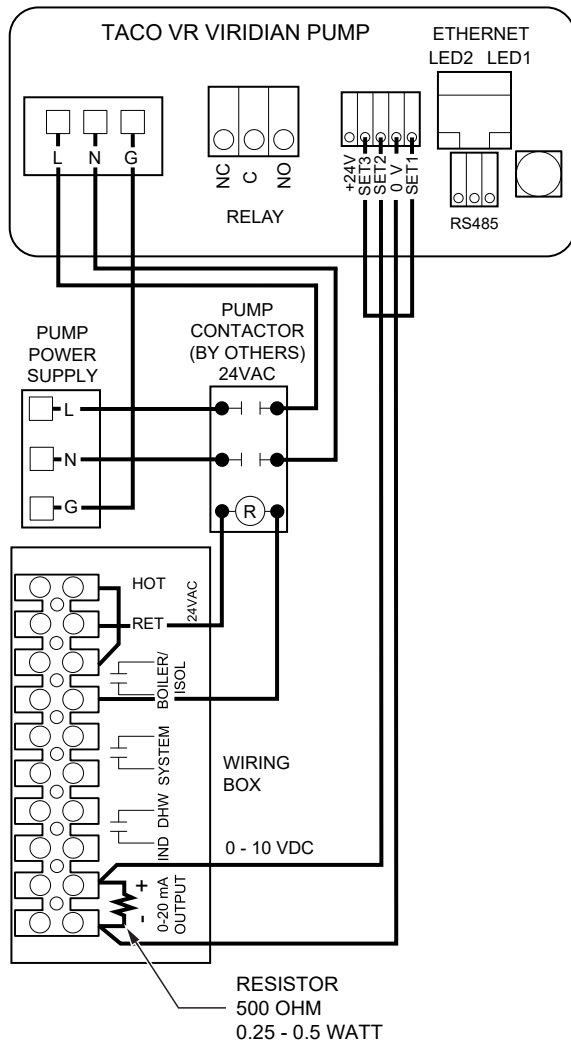 TACO VR VIRIDIAN PUMP
ETHERNET
LED2 LED1
L N G
NC
C
NO
RELAY
+24V
SET3
SET2
0 V
SET1
RS485
PUMP
POWER
SUPPLY
L
N
G
PUMP
CONTACTOR
(BY OTHERS)
24VAC
R
HOT
RET
24VAC
BOILER/
ISOL
SYSTEM
DHW
IND
WIRING
BOX
0 - 10 VDC
+
-
0-20 mA
OUTPUT
RESISTOR
500 OHM
0.25 - 0.5 WATT